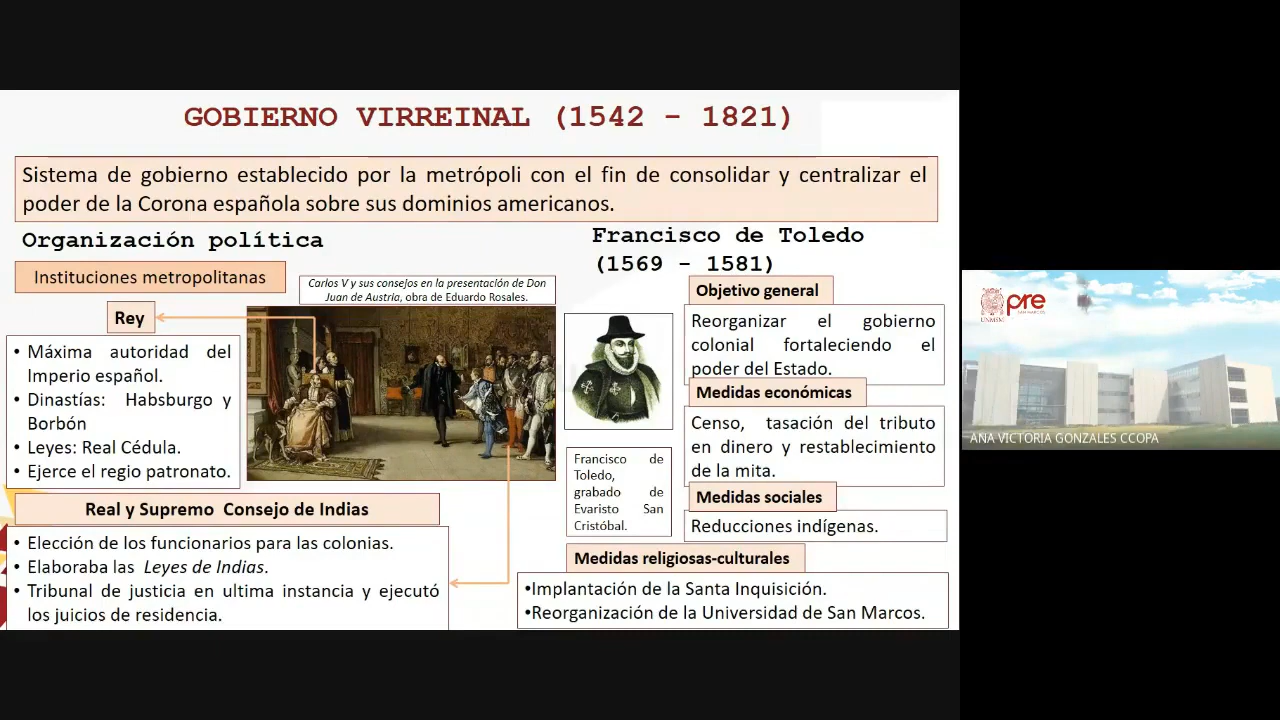 GOBIERNO VIRREINAL (1542 - 1821)
Sistema de gobierno establecido por la metrópoli con el fin de consolidar y centralizar el
poder de la Corona española sobre sus dominios americanos.
Organización política
Instituciones metropolitanas
Carlos V y sus consejos en la presentación de Don
Juan de Austria, obra de Eduardo Rosales.
Rey
• Máxima autoridad del
Imperio español.
• Dinastías: Habsburgo y
Borbón
• Leyes: Real Cédula.
• Ejerce el regio patronato.
Real y Supremo Consejo de Indias
• Elección de los funcionarios para las colonias.
• Elaboraba las Leyes de Indias.
• Tribunal de justicia en ultima instancia y ejecutó
los juicios de residencia.
Francisco de Toledo
(1569 - 1581)
Objetivo general
Reorganizar el gobierno
colonial fortaleciendo el
poder del Estado.
Medidas económicas
Censo, tasación del tributo
en dinero y restablecimiento
de la mita.
Francisco de
Toledo,
grabado de
Evaristo San
Cristóbal.
Medidas sociales
Reducciones indígenas.
Medidas religiosas-culturales
•Implantación de la Santa Inquisición.
•Reorganización de la Universidad de San Marcos.
UNMSM
pre
SAN MARCOS
ANA VICTORIA GONZALES CCOPA